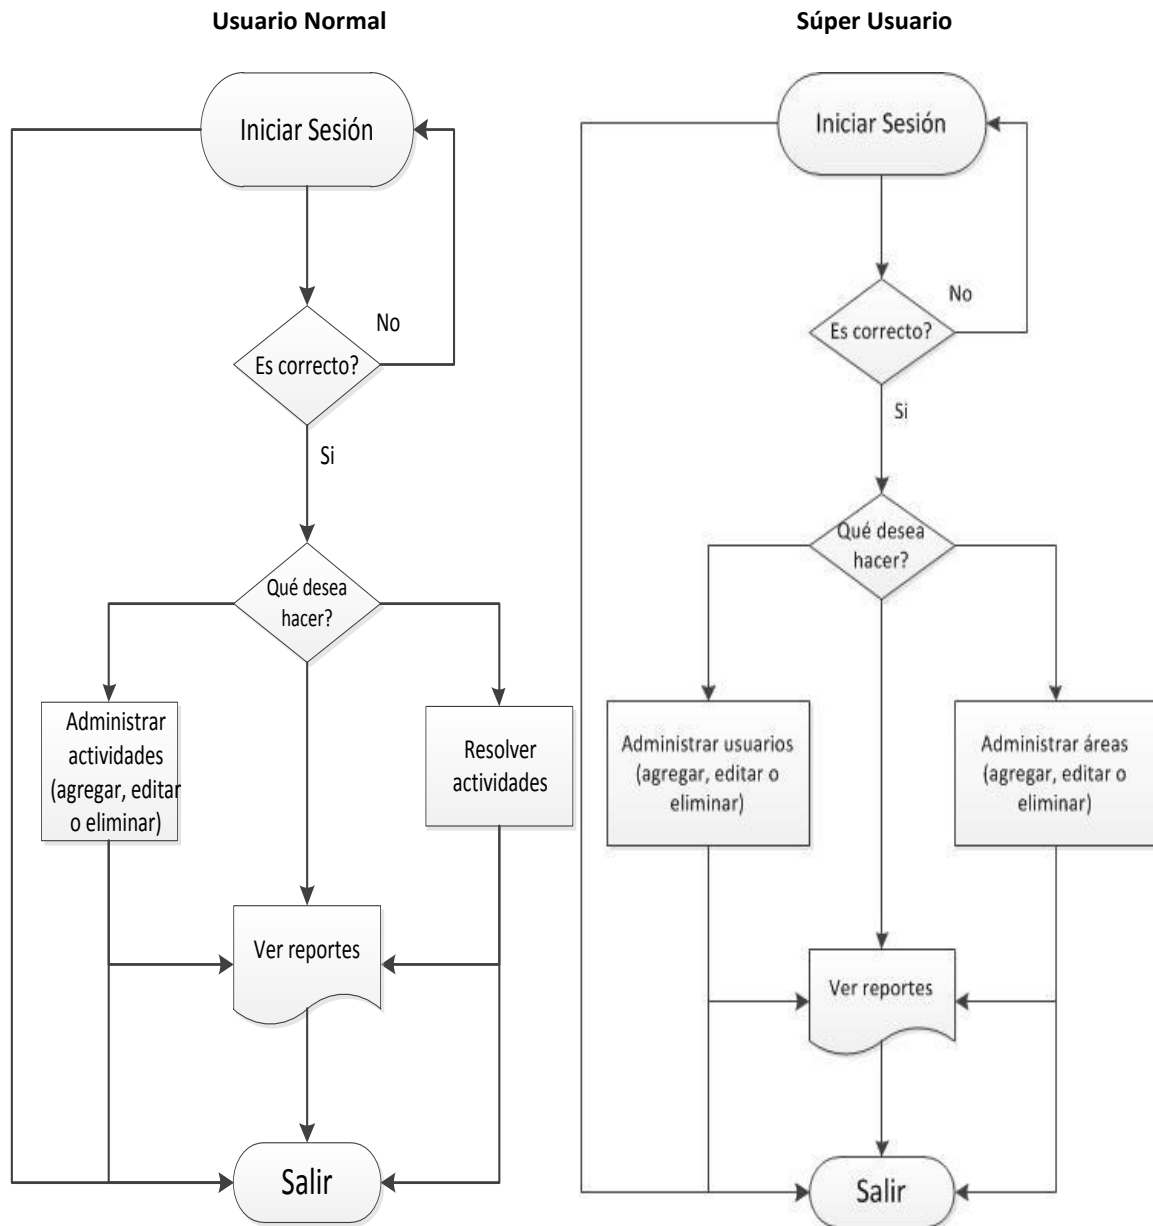 Usuario Normal
Iniciar Sesión
No
Es correcto?
Si
Qué desea
hacer?
Administrar
actividades
(agregar, editar
o eliminar)
Resolver
actividades
Ver reportes
Salir
Súper Usuario
Iniciar Sesión
No
Es correcto?
Si
Qué desea
hacer?
Administrar usuarios
(agregar, editar o
eliminar)
Administrar áreas
(agregar, editar o
eliminar)
Ver reportes
Salir